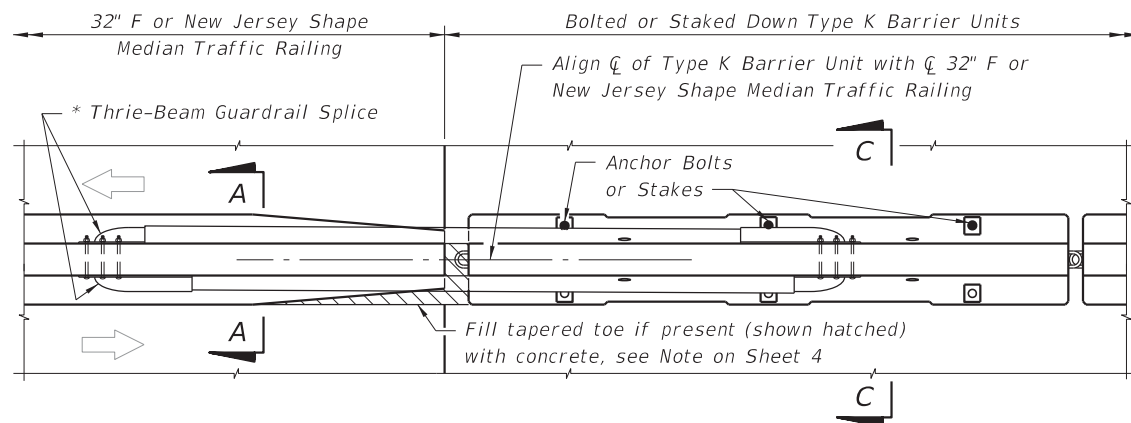 32" F or New Jersey Shape
Median Traffic Railing
Bolted or Staked Down Type K Barrier Units
Align ℄ of Type K Barrier Unit with ℄ 32" F or
New Jersey Shape Median Traffic Railing
* Thrie-Beam Guardrail Splice
C
Anchor Bolts
or Stakes
A
A
Fill tapered toe if present (shown hatched)
with concrete, see Note on Sheet 4
C